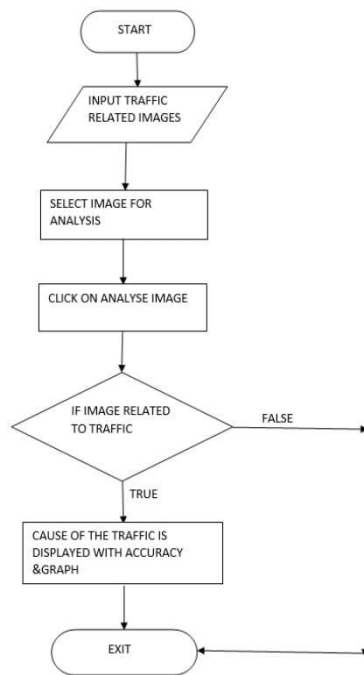 START
INPUT TRAFFIC
RELATED IMAGES
SELECT IMAGE FOR
ANALYSIS
CLICK ON ANALYSE IMAGE
IF IMAGE RELATED
TO TRAFFIC
FALSE
TRUE
CAUSE OF THE TRAFFIC IS
DISPLAYED WITH ACCURACY
&GRAPH
EXIT